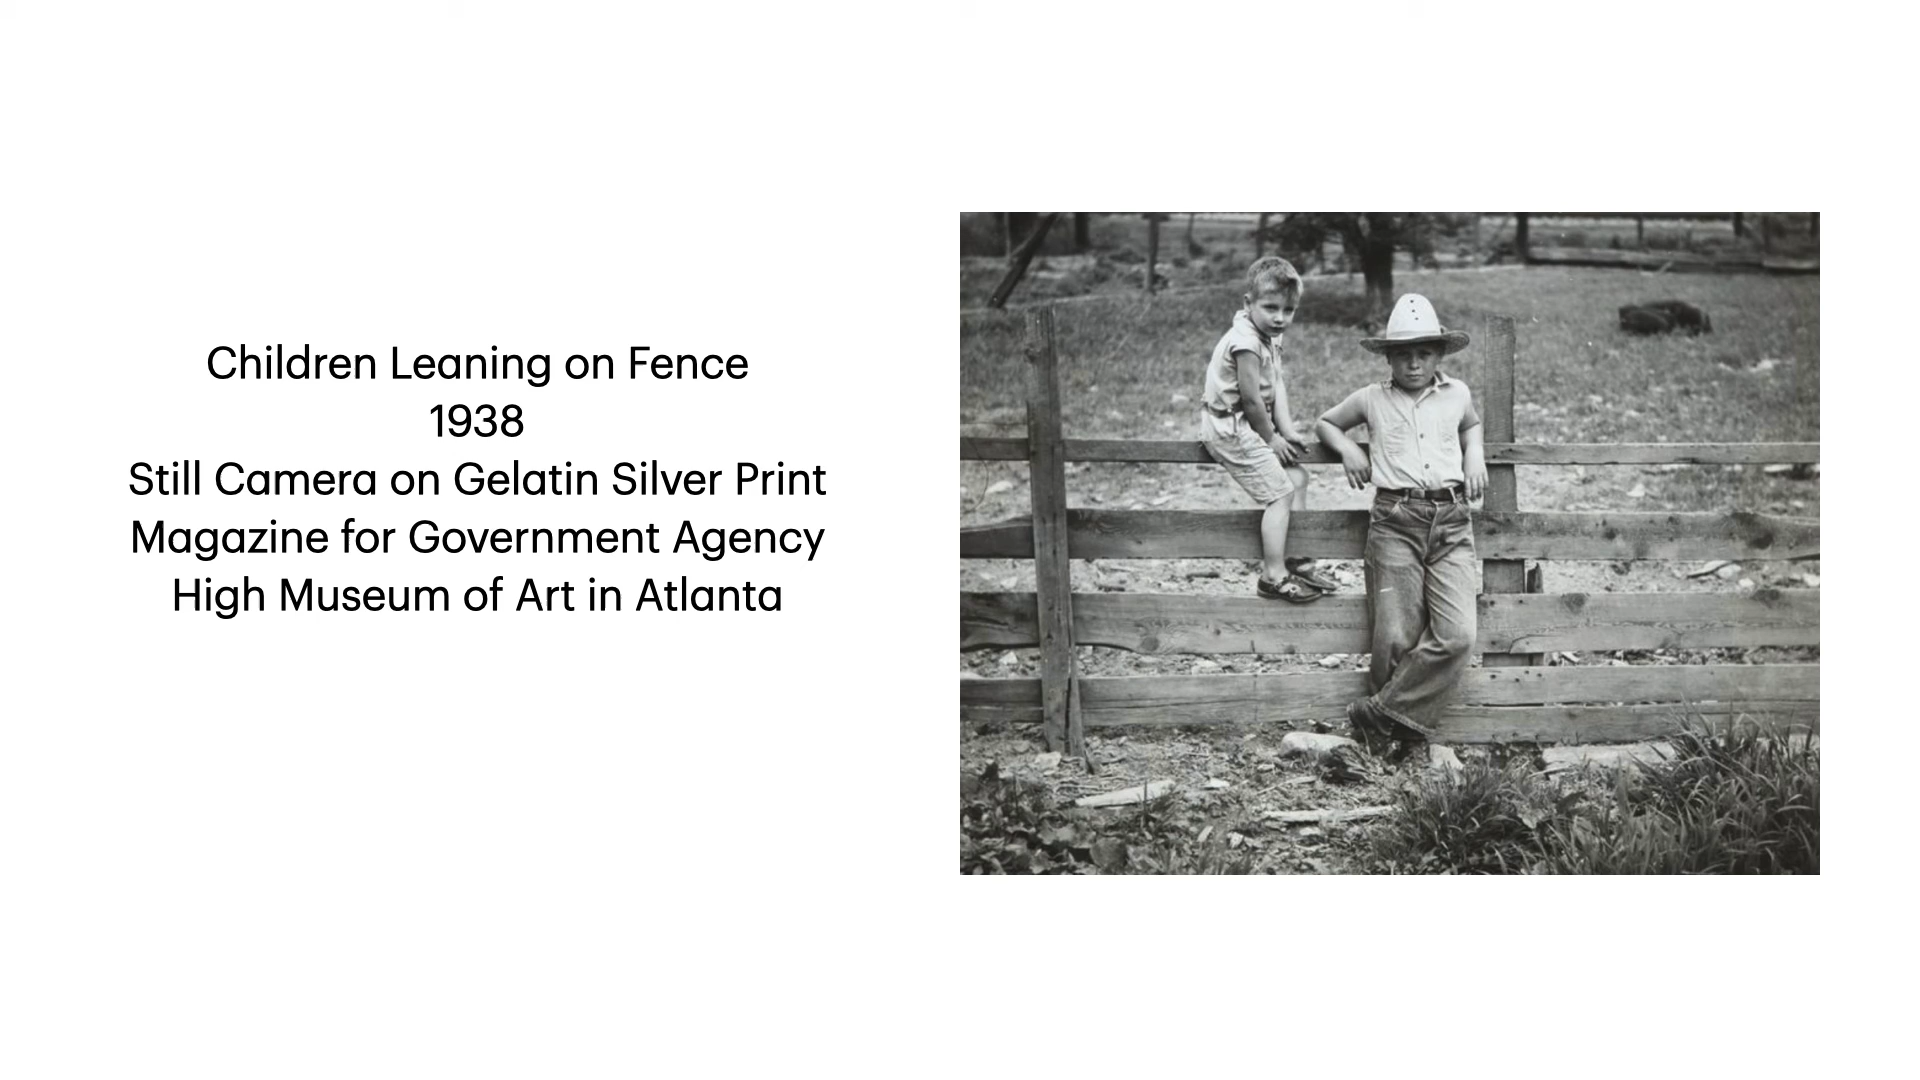 Children Leaning on Fence
1938
Still Camera on Gelatin Silver Print
Magazine for Government Agency
High Museum of Art in Atlanta